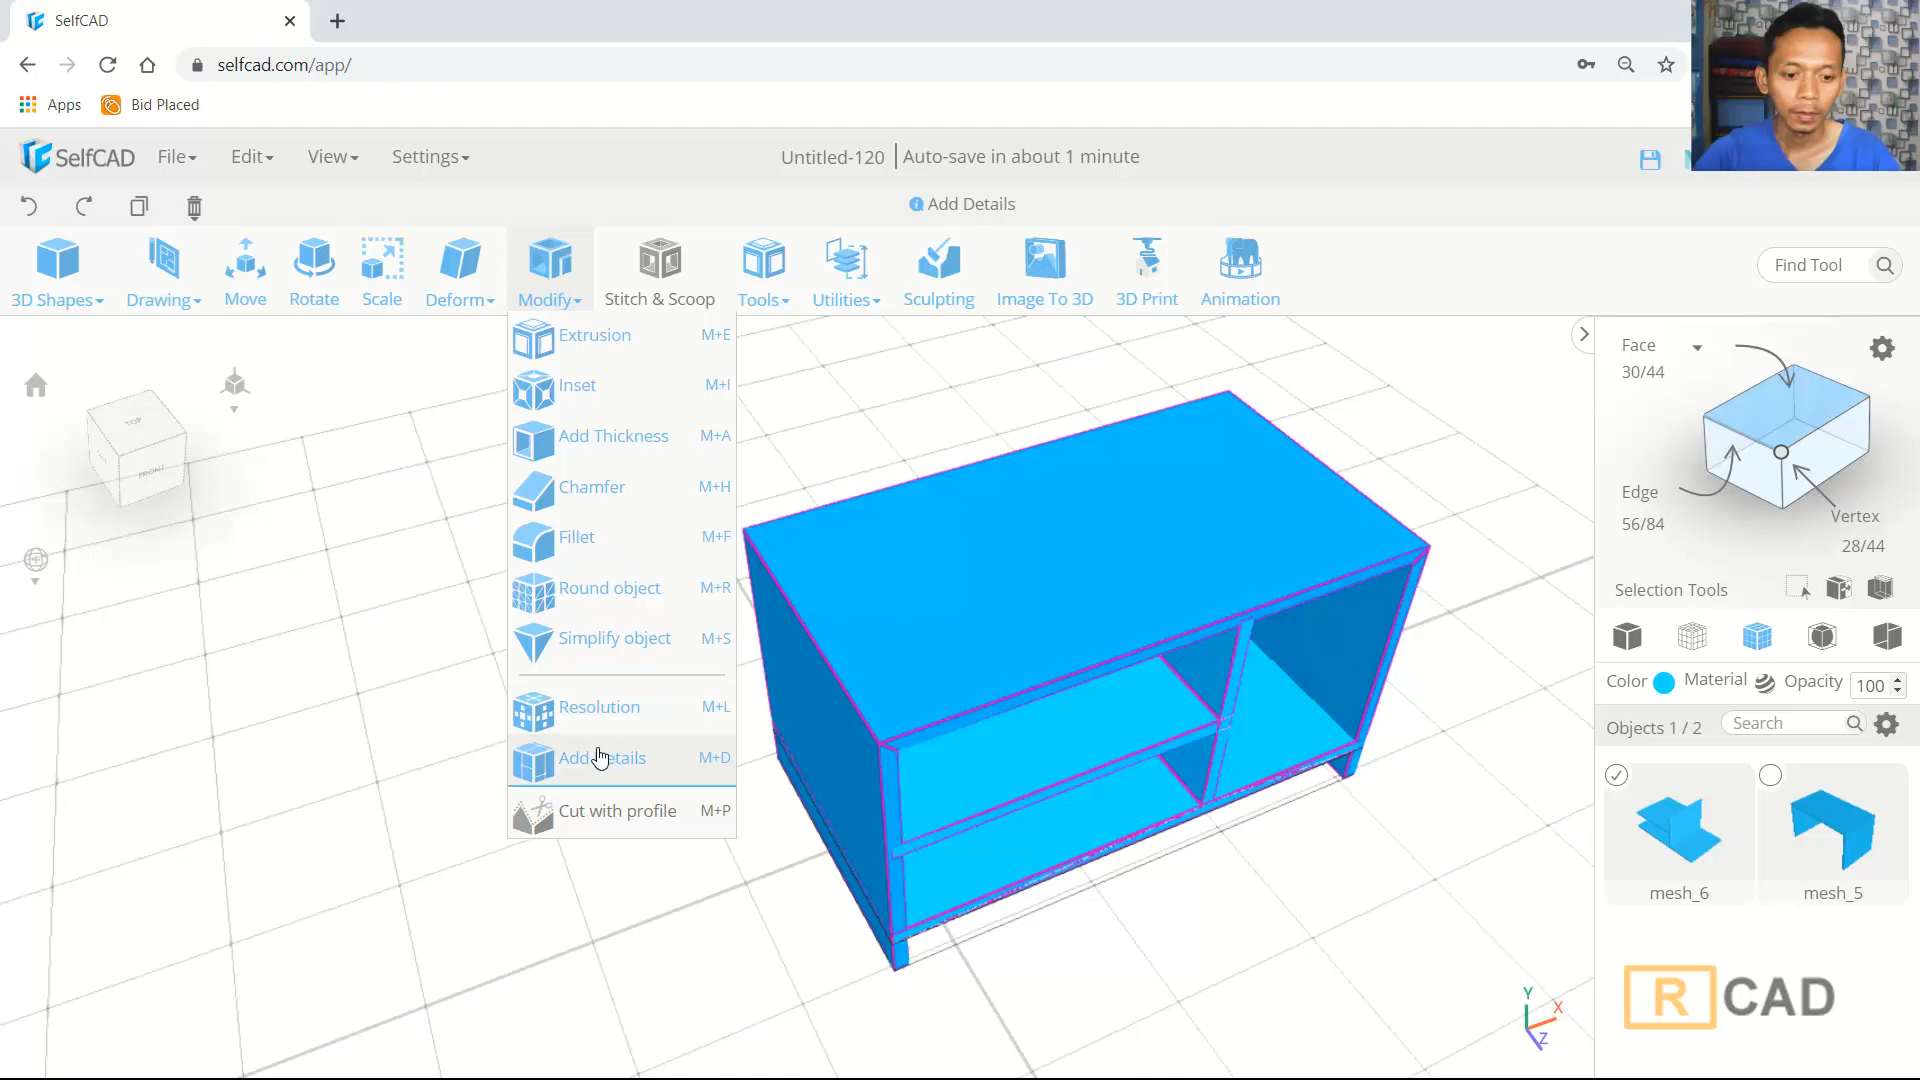 SelfCAD
selfcad.com/app/
Apps
Bid Placed
SelfCAD
File
Edit
View
Settings
Untitled-120
Auto-save in about 1 minute
Add Details
3D Shapes
Drawing
Move
Rotate
Scale
Deform
Modify
Stitch & Scoop
Tools
Utilities
Sculpting
Image To 3D
3D Print
Animation
Find Tool
Extrusion M+E
Inset M+I
Add Thickness M+A
Chamfer M+H
Fillet M+F
Round object M+R
Simplify object M+S
Resolution M+L
Add Details M+D
Cut with profile M+P
TOP
FRONT
Face
30/44
Edge
56/84
Vertex
28/44
Selection Tools
Color
Material
Opacity
100
Objects 1 / 2
Search
mesh_6
mesh_5
Y
X
Z
R CAD